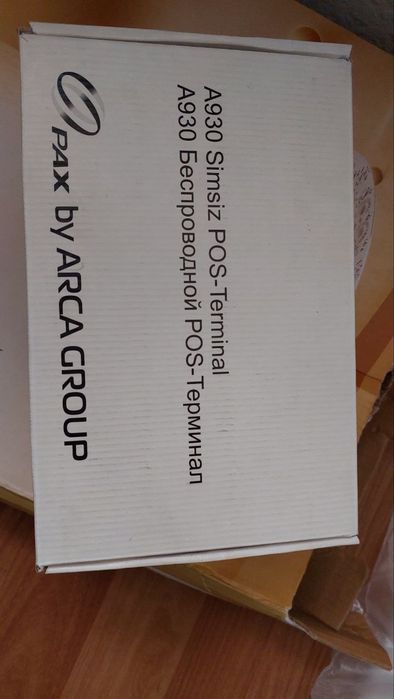 A930 Simsiz POS-Terminal
A930 Беспроводной POS-Терминал
PAX by ARCA GROUP